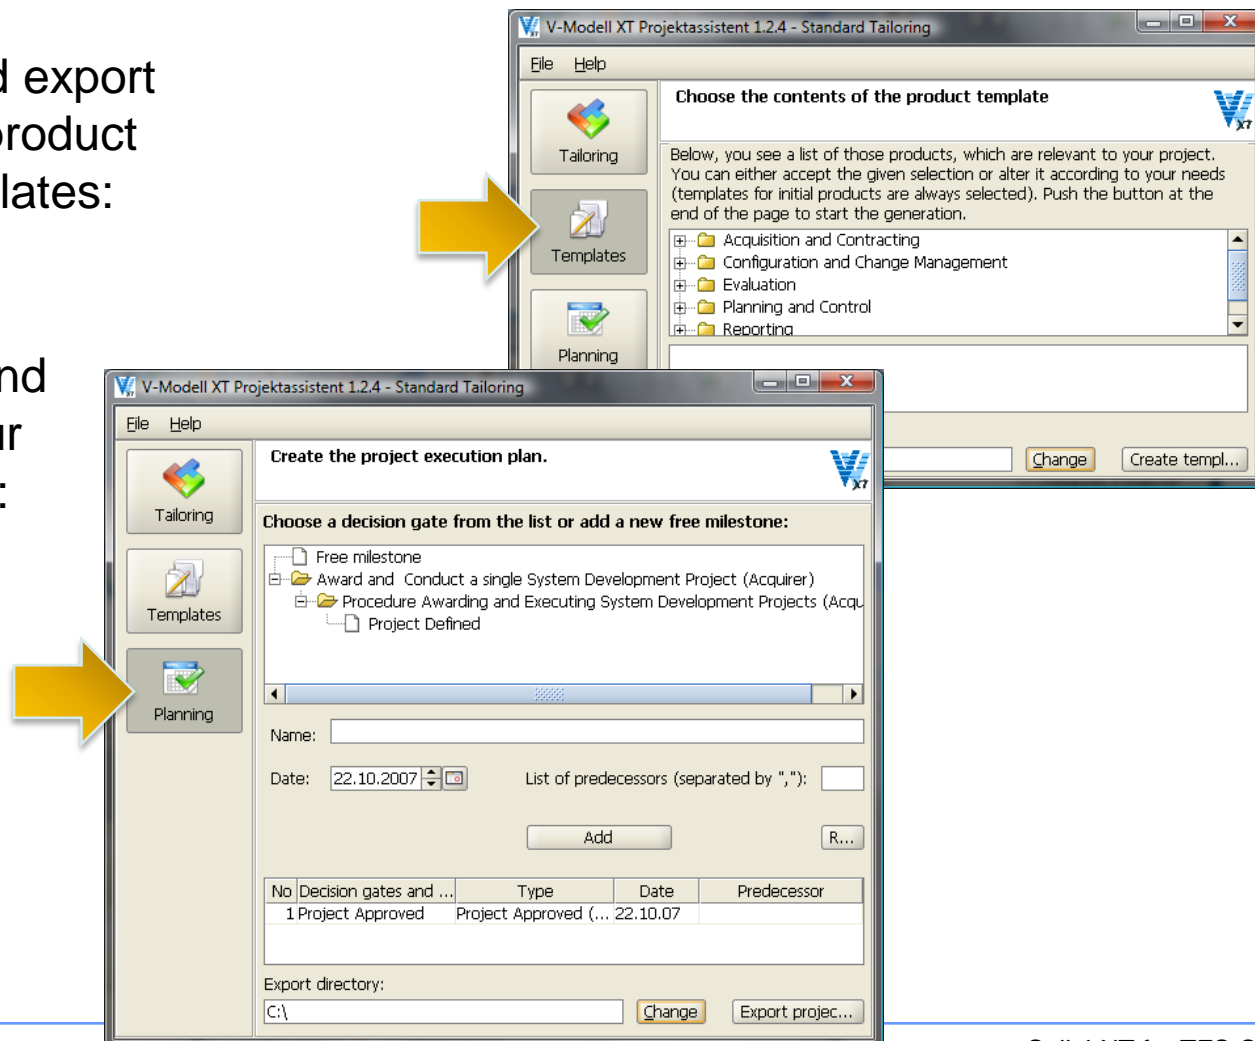 export
product
lates:
V-Modell XT Projektassistent 1.2.4 - Standard Tailoring
File Help
Choose the contents of the product template
XT
Tailoring
Below, you see a list of those products, which are relevant to your project.
You can either accept the given selection or alter it according to your needs
(templates for initial products are always selected). Push the button at the
end of the page to start the generation.
Templates
Acquisition and Contracting
Configuration and Change Management
Evaluation
Planning and Control
Reporting
Planning
Change
Create templ...
nd
ur
:
V-Modell XT Projektassistent 1.2.4 - Standard Tailoring
File Help
Create the project execution plan.
XT
Tailoring
Choose a decision gate from the list or add a new free milestone:
Free milestone
Award and Conduct a single System Development Project (Acquirer)
Procedure Awarding and Executing System Development Projects (Acqu
Project Defined
Templates
Planning
Name:
Date: 22.10.2007 List of predecessors (separated by ","):
Add R...
No Decision gates and ... Type Date Predecessor
1 Project Approved Project Approved (... 22.10.07
Export directory:
C:\ Change Export projec...